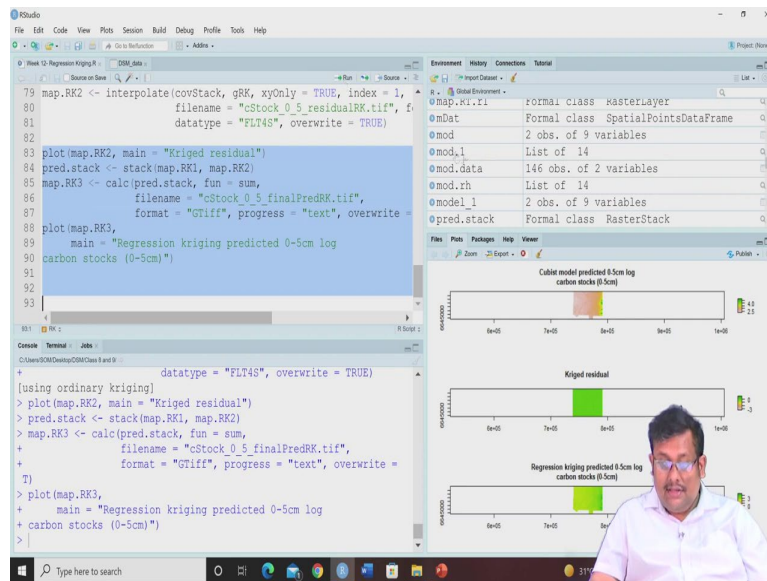 RStudio
File Edit Code View Plots Session Build Debug Profile Tools Help
Go to file/function
Addins
Project: (None
Week 12- Regression Kriging.R
DSM_data
Source on Save
Run
Source
79 map.RK2 <- interpolate(covStack, gRK, xyOnly = TRUE, index = 1,
80 filename = "cStock_0_5_residualRK.tif", f
81 datatype = "FLT4S", overwrite = TRUE)
82
83 plot(map.RK2, main = "Kriged residual")
84 pred.stack <- stack(map.RK1, map.RK2)
85 map.RK3 <- calc(pred.stack, fun = sum,
86 filename = "cStock_0_5_finalPredRK.tif",
87 format = "GTiff", progress = "text", overwrite =
88 plot(map.RK3,
89 main = "Regression kriging predicted 0-5cm log
90 carbon stocks (0-5cm)")
91
92
93
93:1
RK
R Script
Console Terminal Jobs
C:/Users/SOM/Desktop/DSM/Class 8 and 9/
+ datatype = "FLT4S", overwrite = TRUE)
[using ordinary kriging]
> plot(map.RK2, main = "Kriged residual")
> pred.stack <- stack(map.RK1, map.RK2)
> map.RK3 <- calc(pred.stack, fun = sum,
+ filename = "cStock_0_5_finalPredRK.tif",
+ format = "GTiff", progress = "text", overwrite =
T)
> plot(map.RK3,
+ main = "Regression kriging predicted 0-5cm log
+ carbon stocks (0-5cm)")
>
Environment History Connections Tutorial
Import Dataset
List
R Global Environment
map.RT.r1 Formal class RasterLayer
mDat Formal class SpatialPointsDataFrame
mod 2 obs. of 9 variables
mod.1 List of 14
mod.data 146 obs. of 2 variables
mod.rh List of 14
model_1 2 obs. of 9 variables
pred.stack Formal class RasterStack
Files Plots Packages Help Viewer
Zoom Export
Publish
Cubist model predicted 0-5cm log
carbon stocks (0-5cm)
6645000
6e+05 7e+05 8e+05 9e+05 1e+06
4.0
2.5
Kriged residual
6645000
6e+05 7e+05 8e+05 1e+06
0
-3
Regression kriging predicted 0-5cm log
carbon stocks (0-5cm)
6645000
6e+05 7e+05
3
0
Type here to search